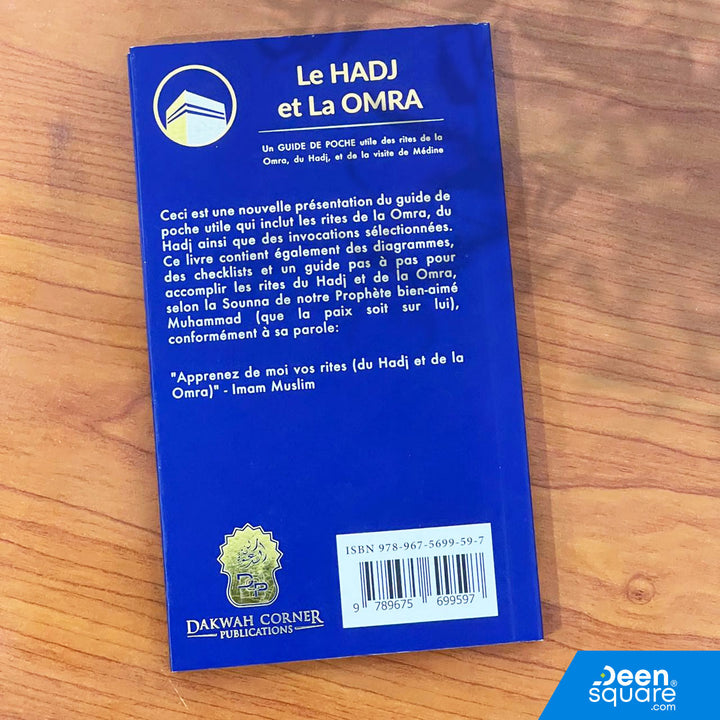 Le HADJ
et La OMRA
Un GUIDE DE POCHE utile des rites de la
Omra, du Hadj, et de la visite de Médine
Ceci est une nouvelle présentation du guide de
poche utile qui inclut les rites de la Omra, du
Hadj ainsi que des invocations sélectionnées.
Ce livre contient également des diagrammes,
des checklists et un guide pas à pas pour
accomplir les rites du Hadj et de la Omra,
selon la Sounna de notre Prophète bien-aimé
Muhammad (que la paix soit sur lui),
conformément à sa parole:
"Apprenez de moi vos rites (du Hadj et de la
Omra)" - Imam Muslim
ISBN 978-967-5699-59-7
9 789675 699597
DCP
DAKWAH CORNER
PUBLICATIONS
Deen
square®
.com